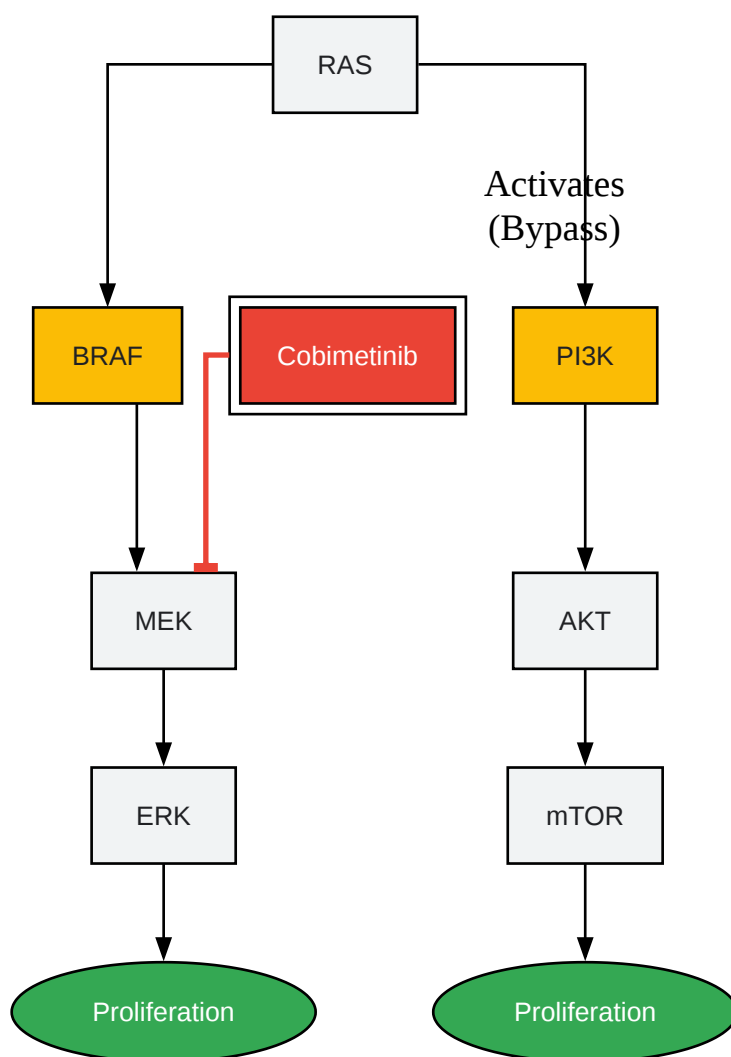 RAS
Activates
(Bypass)
BRAF
Cobimetinib
PI3K
MEK
AKT
ERK
mTOR
Proliferation
Proliferation